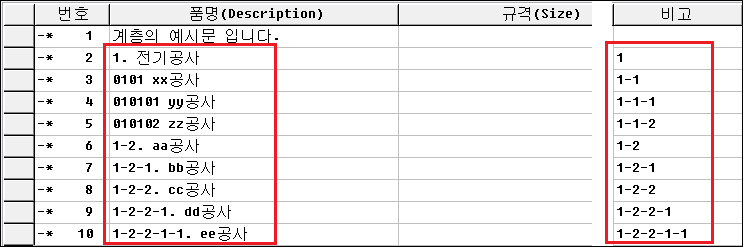 번호 품명(Description) 규격(Size) 비고
-* 1 계층의 예시문 입니다.
-* 2 1. 전기공사 1
-* 3 0101 xx공사 1-1
-* 4 010101 yy공사 1-1-1
-* 5 010102 zz공사 1-1-2
-* 6 1-2. aa공사 1-2
-* 7 1-2-1. bb공사 1-2-1
-* 8 1-2-2. cc공사 1-2-2
-* 9 1-2-2-1. dd공사 1-2-2-1
-* 10 1-2-2-1-1. ee공사 1-2-2-1-1